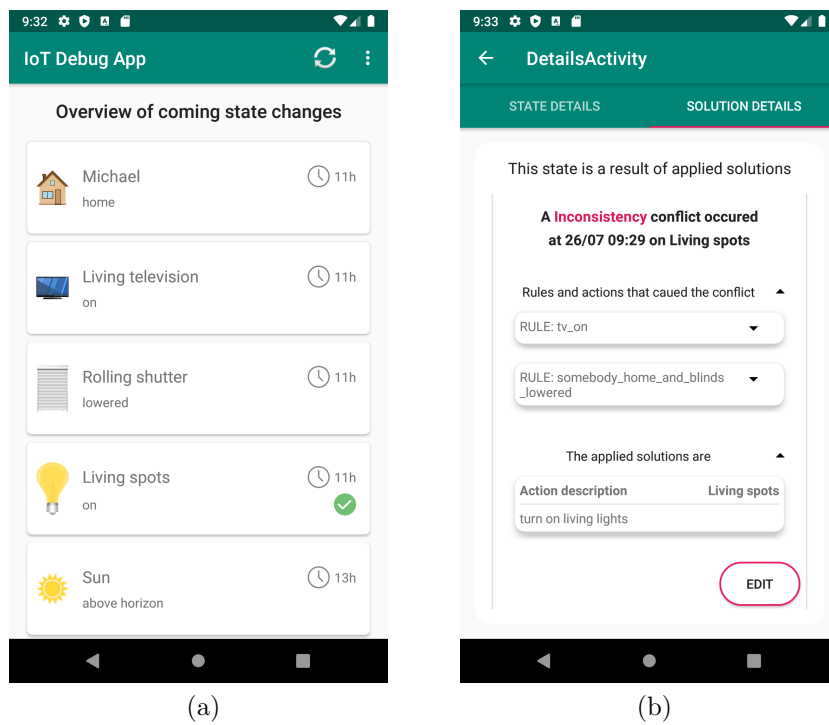 9:32
IoT Debug App
Overview of coming state changes
Michael
11h
home
Living television
11h
on
Rolling shutter
11h
lowered
Living spots
11h
on
Sun
13h
above horizon
(a)
9:33
DetailsActivity
STATE DETAILS
SOLUTION DETAILS
This state is a result of applied solutions
A Inconsistency conflict occured
at 26/07 09:29 on Living spots
Rules and actions that caued the conflict
RULE: tv_on
RULE: somebody_home_and_blinds
_lowered
The applied solutions are
Action description
Living spots
turn on living lights
EDIT
(b)